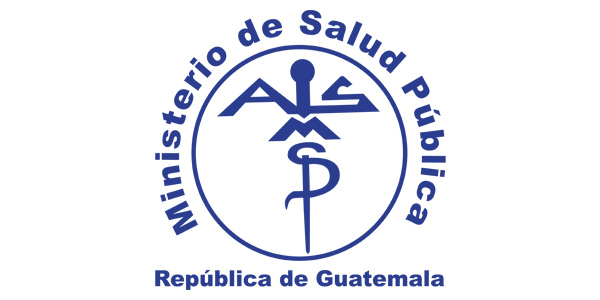 Ministerio de Salud Pública
A S
M
S
P
República de Guatemala